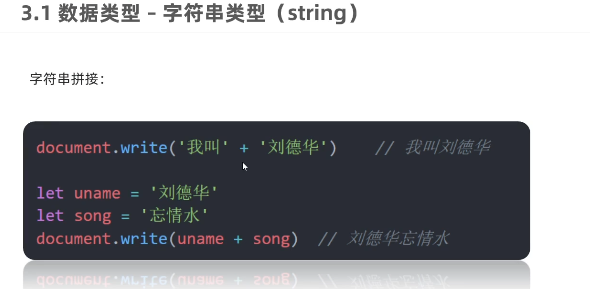 3.1 数据类型 – 字符串类型（string）
字符串拼接：
document.write('我叫' + '刘德华')    // 我叫刘德华
let uname = '刘德华'
let song = '忘情水'
document.write(uname + song)  // 刘德华忘情水